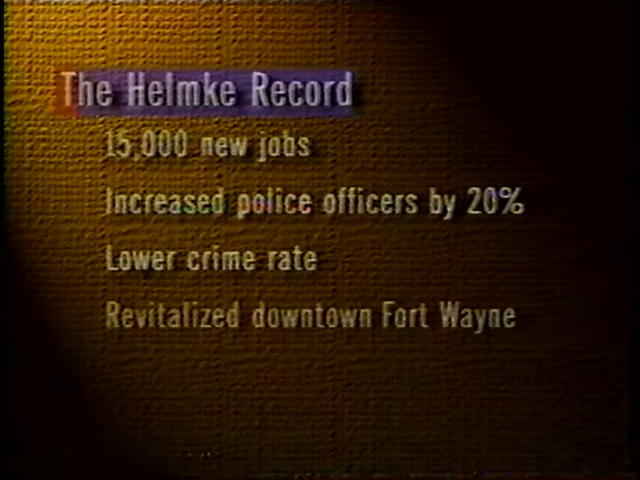 The Helmke Record
15,000 new jobs
Increased police officers by 20%
Lower crime rate
Revitalized downtown Fort Wayne